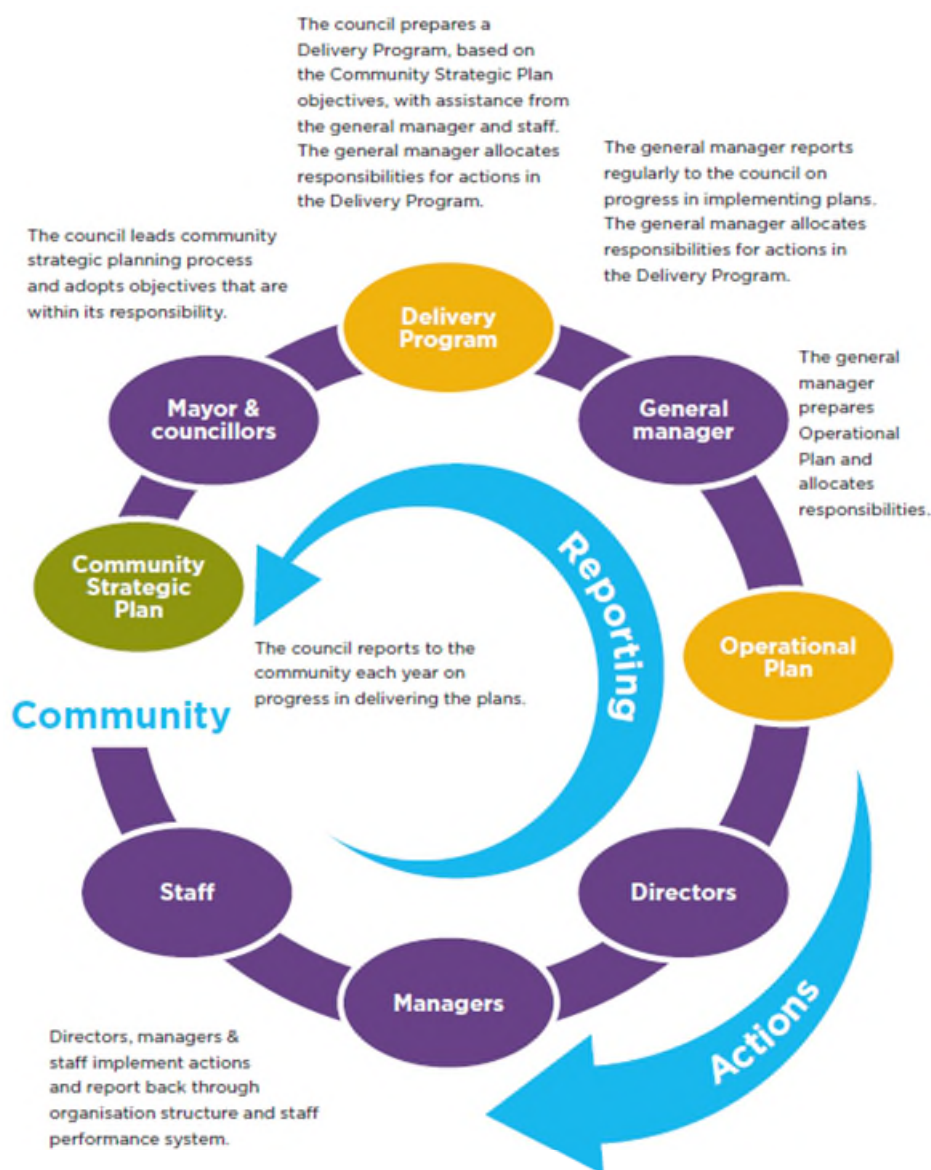 The council prepares a
Delivery Program, based on
the Community Strategic Plan
objectives, with assistance from
the general manager and staff.
The general manager allocates
responsibilities for actions in
the Delivery Program.
The general manager reports
regularly to the council on
progress in implementing plans.
The general manager allocates
responsibilities for actions in
the Delivery Program.
The council leads community
strategic planning process
and adopts objectives that are
within its responsibility.
Delivery
Program
Mayor &
councillors
General
manager
The general
manager
prepares
Operational
Plan and
allocates
responsibilities.
Community
Strategic
Plan
Reporting
Operational
Plan
The council reports to the
community each year on
progress in delivering the plans.
Community
Staff
Directors
Managers
Actions
Directors, managers &
staff implement actions
and report back through
organisation structure and staff
performance system.